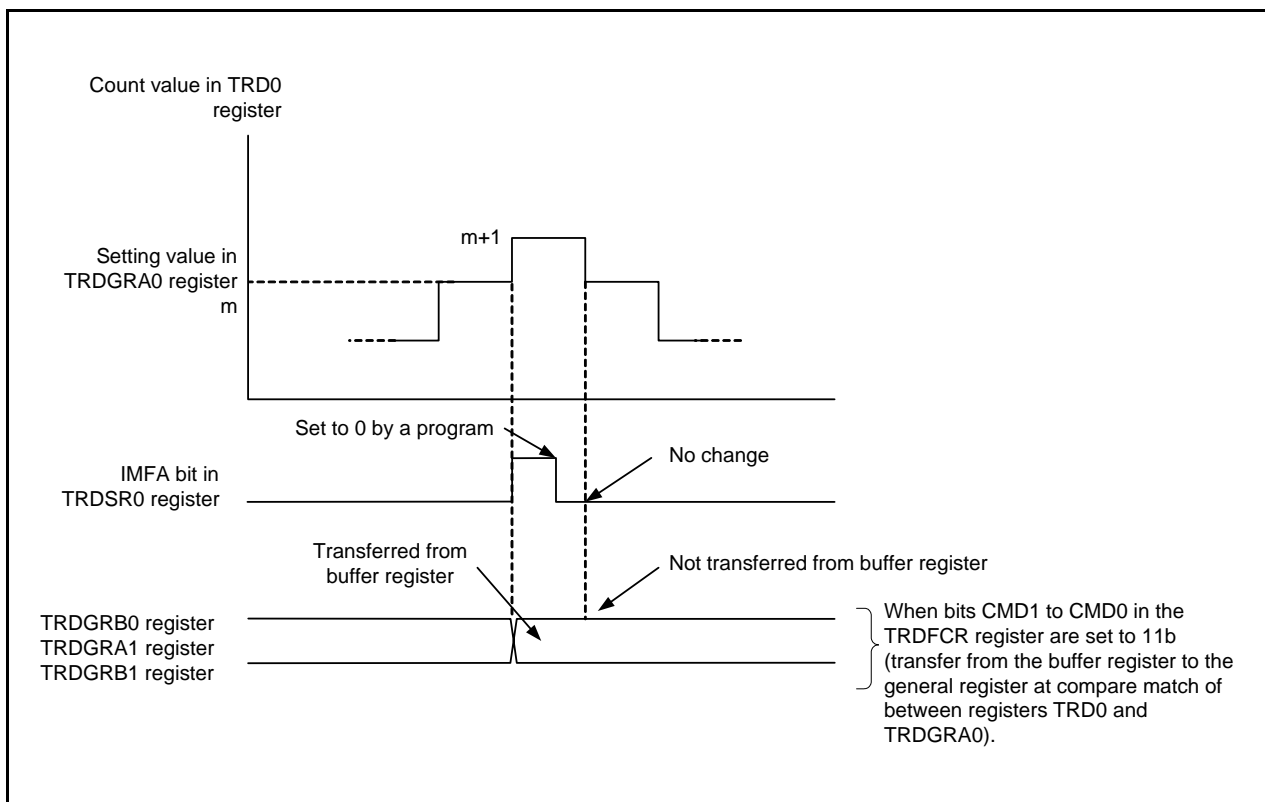 Count value in TRD0
register
m+1
Setting value in
TRDGRA0 register
m
Set to 0 by a program
No change
IMFA bit in
TRDSR0 register
Transferred from
buffer register
Not transferred from buffer register
TRDGRB0 register
TRDGRA1 register
TRDGRB1 register
When bits CMD1 to CMD0 in the
TRDFCR register are set to 11b
(transfer from the buffer register to the
general register at compare match of
between registers TRD0 and
TRDGRA0).